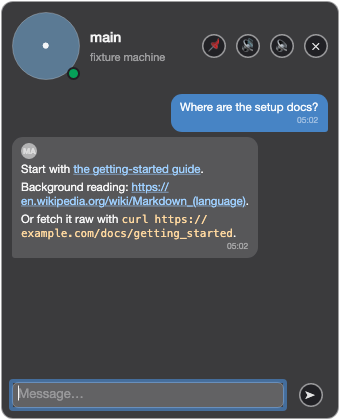 main
fixture machine
Where are the setup docs?
05:02
MA
Start with the getting-started guide.
Background reading: https://
en.wikipedia.org/wiki/Markdown_(language).
Or fetch it raw with curl https://
example.com/docs/getting_started.
05:02
Message…